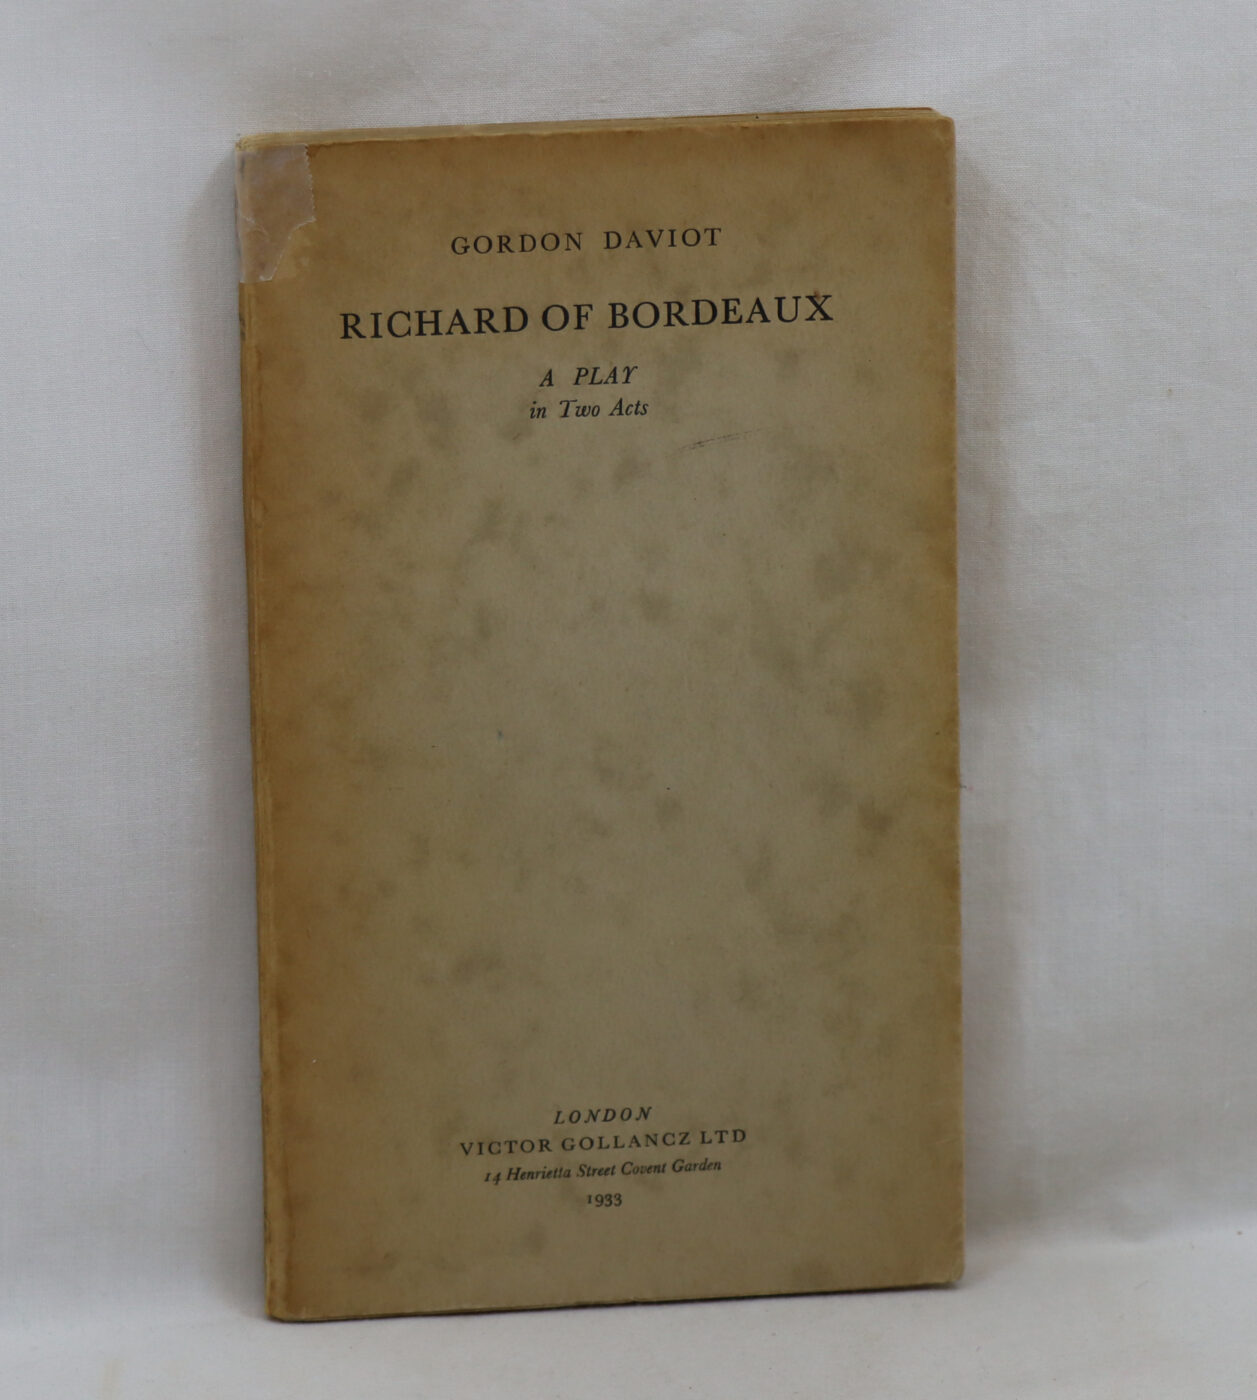 GORDON DAVIOT
RICHARD OF BORDEAUX
A PLAY
in Two Acts
LONDON
VICTOR GOLLANCZ LTD
14 Henrietta Street Covent Garden
1933